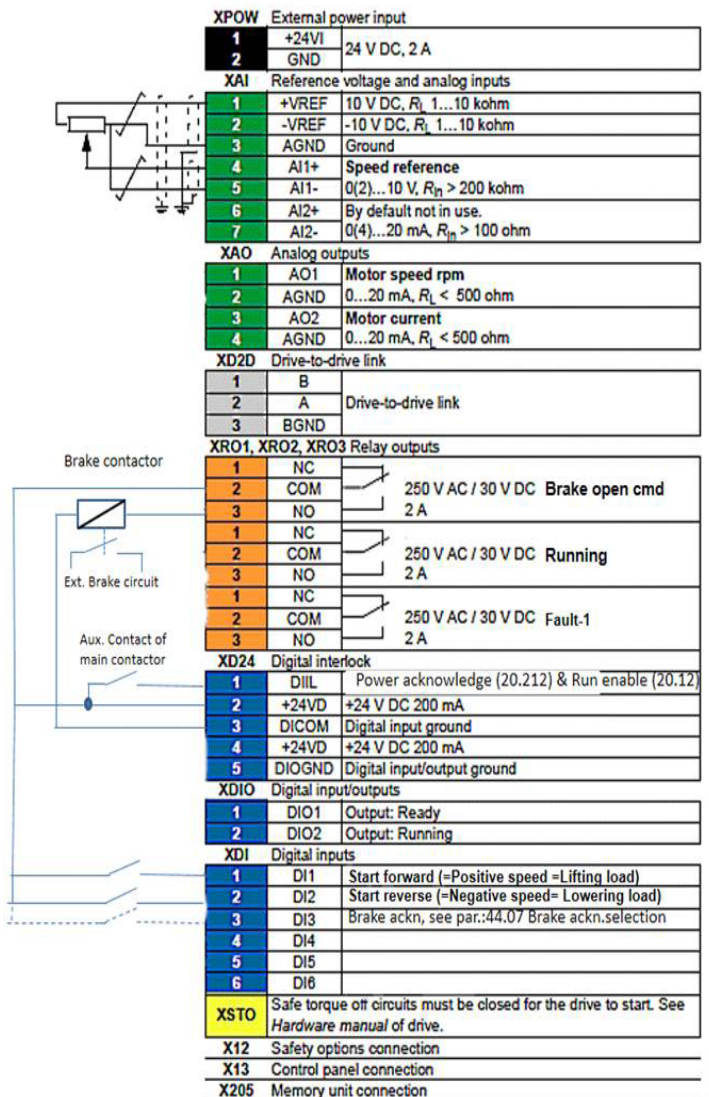 XPOW External power input
1 +24VI 24 V DC, 2 A
2 GND
XAI Reference voltage and analog inputs
1 +VREF 10 V DC, RL 1...10 kohm
2 -VREF -10 V DC, RL 1...10 kohm
3 AGND Ground
4 AI1+ Speed reference
5 AI1- 0(2)...10 V, Rin > 200 kohm
6 AI2+ By default not in use.
7 AI2- 0(4)...20 mA, Rin > 100 ohm
XAO Analog outputs
1 AO1 Motor speed rpm
2 AGND 0...20 mA, RL < 500 ohm
3 AO2 Motor current
4 AGND 0...20 mA, RL < 500 ohm
XD2D Drive-to-drive link
1 B
2 A Drive-to-drive link
3 BGND
XRO1, XRO2, XRO3 Relay outputs
Brake contactor
1 NC
2 COM 250 V AC / 30 V DC Brake open cmd
3 NO 2 A
1 NC
2 COM 250 V AC / 30 V DC Running
3 NO 2 A
Ext. Brake circuit
1 NC
2 COM 250 V AC / 30 V DC Fault-1
3 NO 2 A
Aux. Contact of
main contactor
XD24 Digital interlock
1 DIIL Power acknowledge (20.212) & Run enable (20.12)
2 +24VD +24 V DC 200 mA
3 DICOM Digital input ground
4 +24VD +24 V DC 200 mA
5 DIOGND Digital input/output ground
XDIO Digital input/outputs
1 DIO1 Output: Ready
2 DIO2 Output: Running
XDI Digital inputs
1 DI1 Start forward (=Positive speed =Lifting load)
2 DI2 Start reverse (=Negative speed= Lowering load)
3 DI3 Brake ackn, see par.:44.07 Brake ackn.selection
4 DI4
5 DI5
6 DI6
XSTO Safe torque off circuits must be closed for the drive to start. See
Hardware manual of drive.
X12 Safety options connection
X13 Control panel connection
X205 Memory unit connection